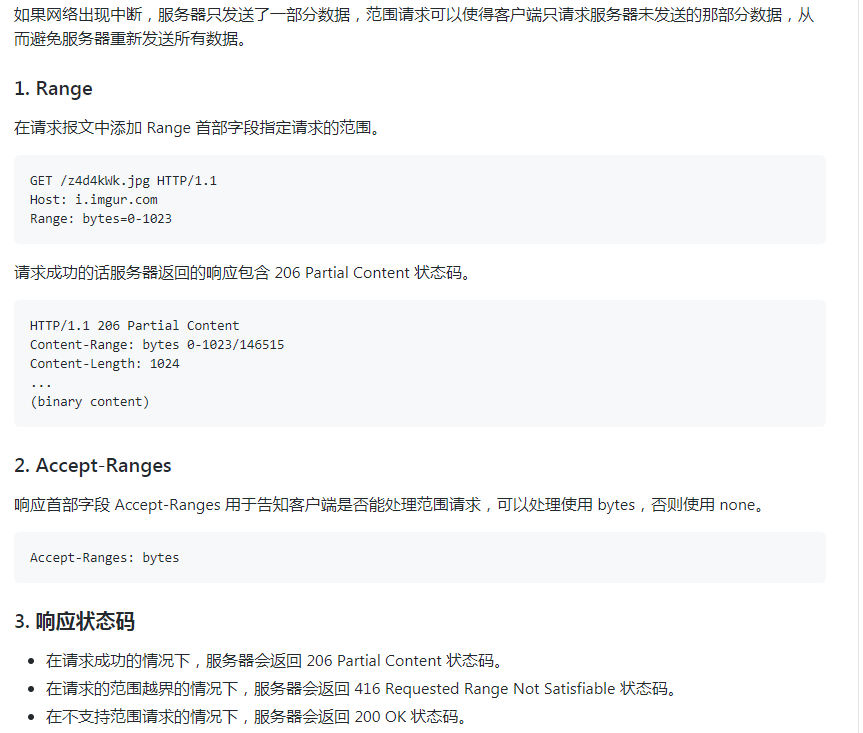 如果网络出现中断，服务器只发送了一部分数据，范围请求可以使得客户端只请求服务器未发送的那部分数据，从
而避免服务器重新发送所有数据。
1. Range
在请求报文中添加 Range 首部字段指定请求的范围。
GET /z4d4kWk.jpg HTTP/1.1
Host: i.imgur.com
Range: bytes=0-1023
请求成功的话服务器返回的响应包含 206 Partial Content 状态码。
HTTP/1.1 206 Partial Content
Content-Range: bytes 0-1023/146515
Content-Length: 1024
...
(binary content)
2. Accept-Ranges
响应首部字段 Accept-Ranges 用于告知客户端是否能处理范围请求，可以处理使用 bytes，否则使用 none。
Accept-Ranges: bytes
3. 响应状态码
• 在请求成功的情况下，服务器会返回 206 Partial Content 状态码。
• 在请求的范围越界的情况下，服务器会返回 416 Requested Range Not Satisfiable 状态码。
• 在不支持范围请求的情况下，服务器会返回 200 OK 状态码。